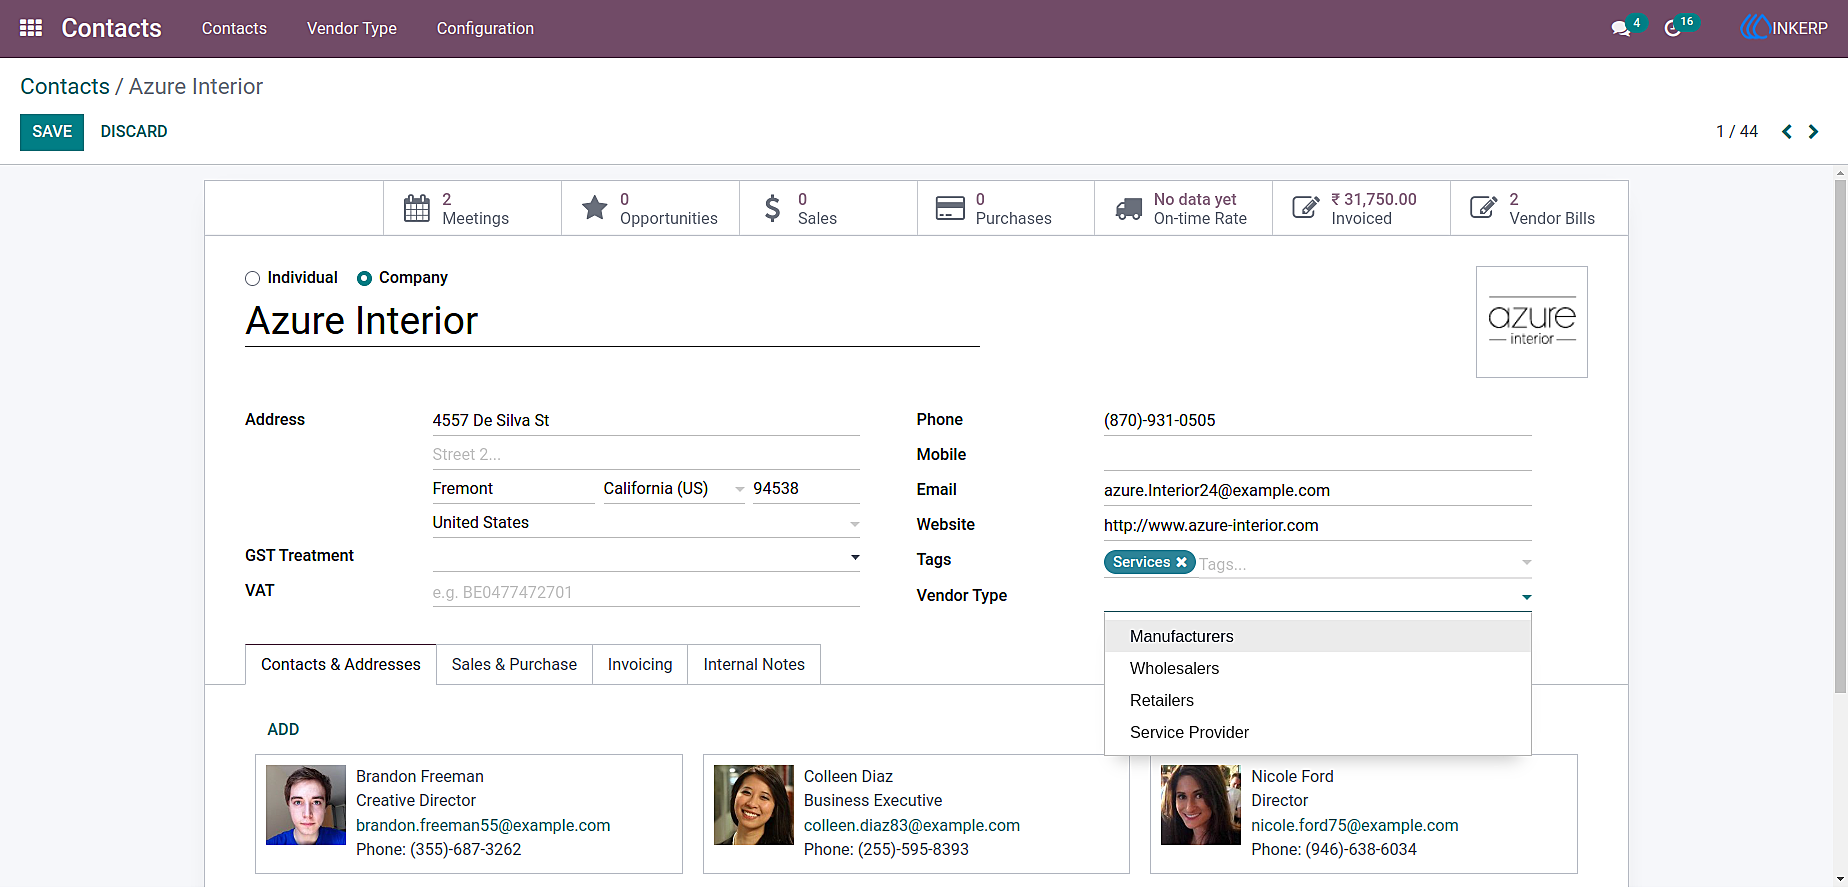 Contacts Contacts Vendor Type Configuration 4 16 INKERP
Contacts / Azure Interior
SAVE DISCARD 1 / 44
2 Meetings
0 Opportunities
$ 0 Sales
0 Purchases
No data yet On-time Rate
₹ 31,750.00 Invoiced
2 Vendor Bills
Individual Company
Azure Interior
azure
interior
Address 4557 De Silva St
Street 2...
Fremont California (US) 94538
United States
GST Treatment
VAT e.g. BE0477472701
Phone (870)-931-0505
Mobile
Email azure.Interior24@example.com
Website http://www.azure-interior.com
Tags Services Tags...
Vendor Type
Manufacturers
Wholesalers
Retailers
Service Provider
Contacts & Addresses Sales & Purchase Invoicing Internal Notes
ADD
Brandon Freeman
Creative Director
brandon.freeman55@example.com
Phone: (355)-687-3262
Colleen Diaz
Business Executive
colleen.diaz83@example.com
Phone: (255)-595-8393
Nicole Ford
Director
nicole.ford75@example.com
Phone: (946)-638-6034